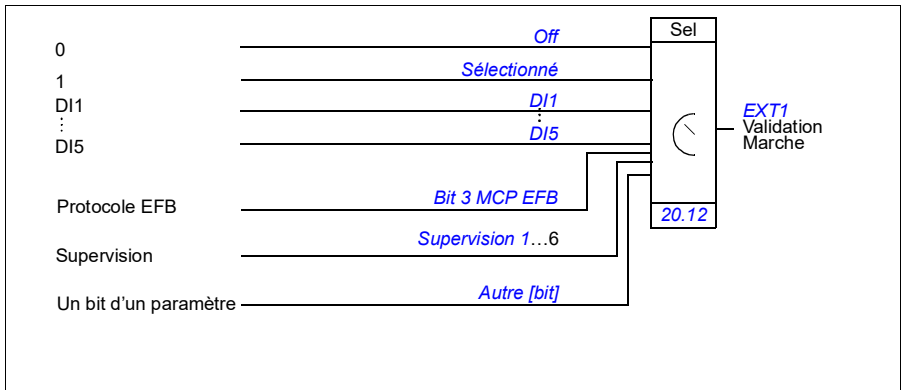 0 Off Sel
1 Sélectionné
DI1 DI1
⋮ ⋮
DI5 DI5
EXT1
Validation
Marche
Protocole EFB Bit 3 MCP EFB 20.12
Supervision Supervision 1…6
Un bit d’un paramètre Autre [bit]